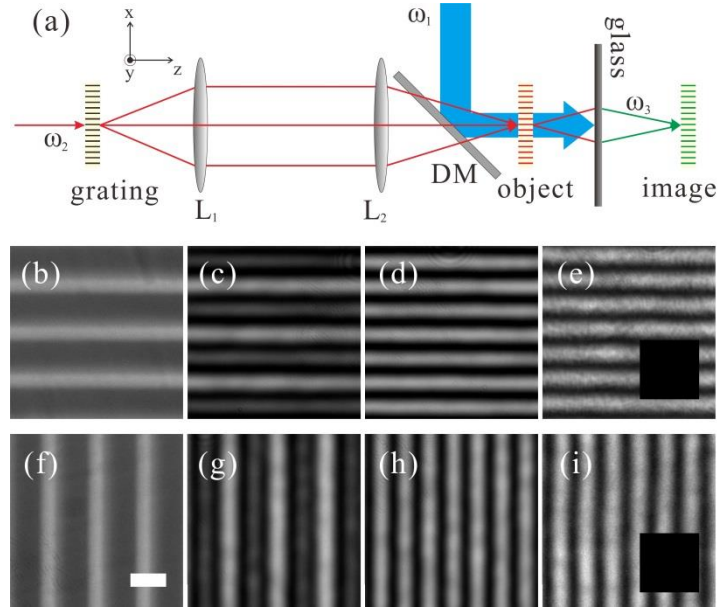 (a)
x
y
z
ω₁
glass
ω₂
ω₃
grating
L₁
L₂
DM
object
image
(b)
(c)
(d)
(e)
(f)
(g)
(h)
(i)